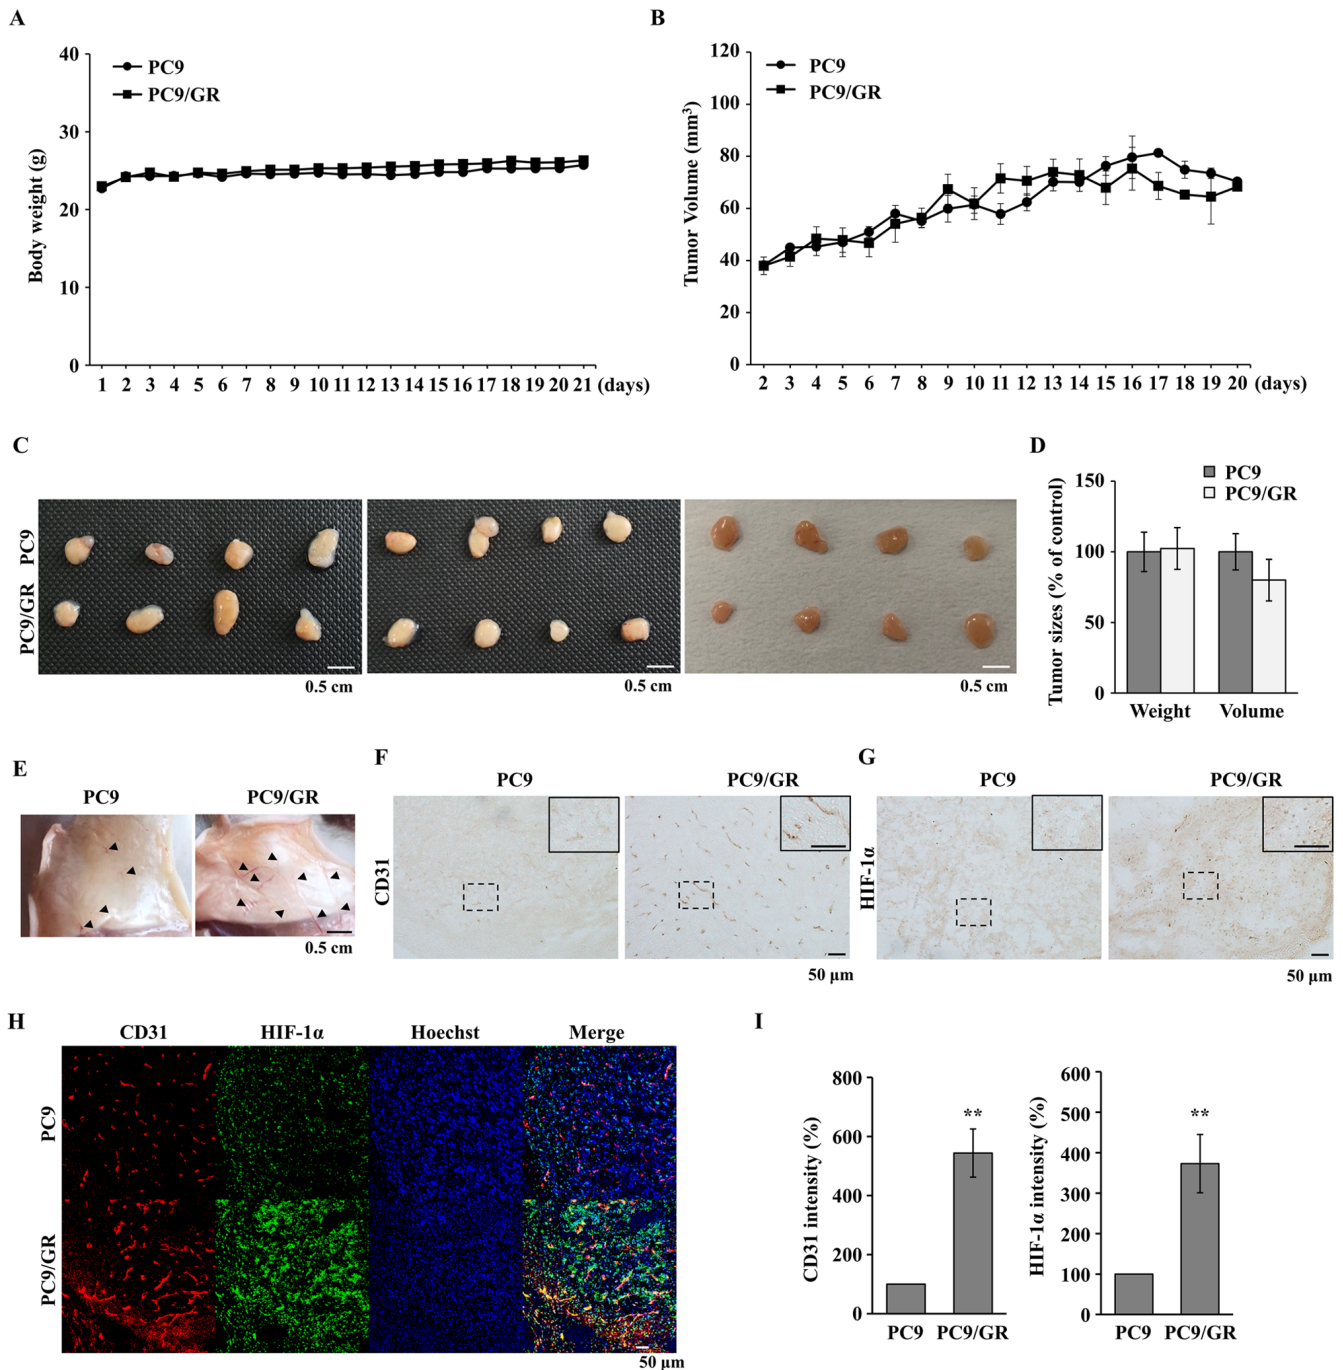 A
40
30
20
10
0
Body weight (g)
PC9
PC9/GR
1 2 3 4 5 6 7 8 9 10 11 12 13 14 15 16 17 18 19 20 21 (days)
B
120
100
80
60
40
20
0
Tumor Volume (mm³)
PC9
PC9/GR
2 3 4 5 6 7 8 9 10 11 12 13 14 15 16 17 18 19 20 (days)
C
PC9
PC9/GR
0.5 cm
0.5 cm
0.5 cm
D
PC9
PC9/GR
150
100
50
0
Tumor sizes (% of control)
Weight Volume
E
PC9 PC9/GR
0.5 cm
F
PC9 PC9/GR
CD31
50 µm
G
PC9 PC9/GR
HIF-1α
50 µm
H
CD31 HIF-1α Hoechst Merge
PC9
PC9/GR
50 µm
I
800
600
400
200
0
CD31 intensity (%)
**
PC9 PC9/GR
600
500
400
300
200
100
0
HIF-1α intensity (%)
**
PC9 PC9/GR